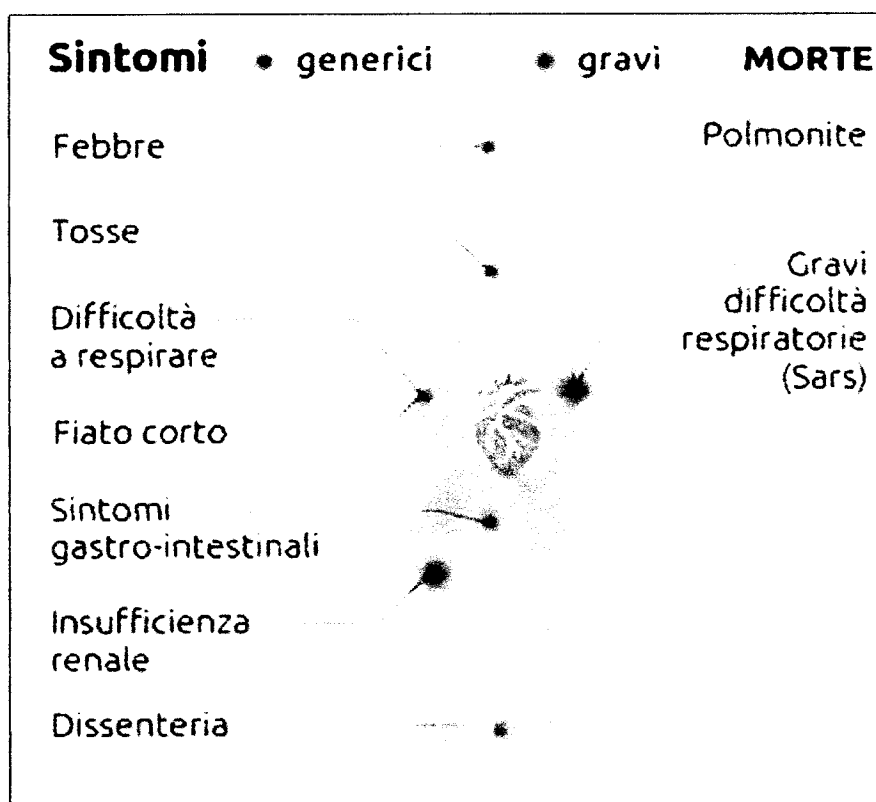 Sintomi • generici • gravi MORTE
Febbre
Polmonite
Tosse
Gravi
difficoltà
respiratorie
(Sars)
Difficoltà
a respirare
Fiato corto
Sintomi
gastro-intestinali
Insufficienza
renale
Dissenteria